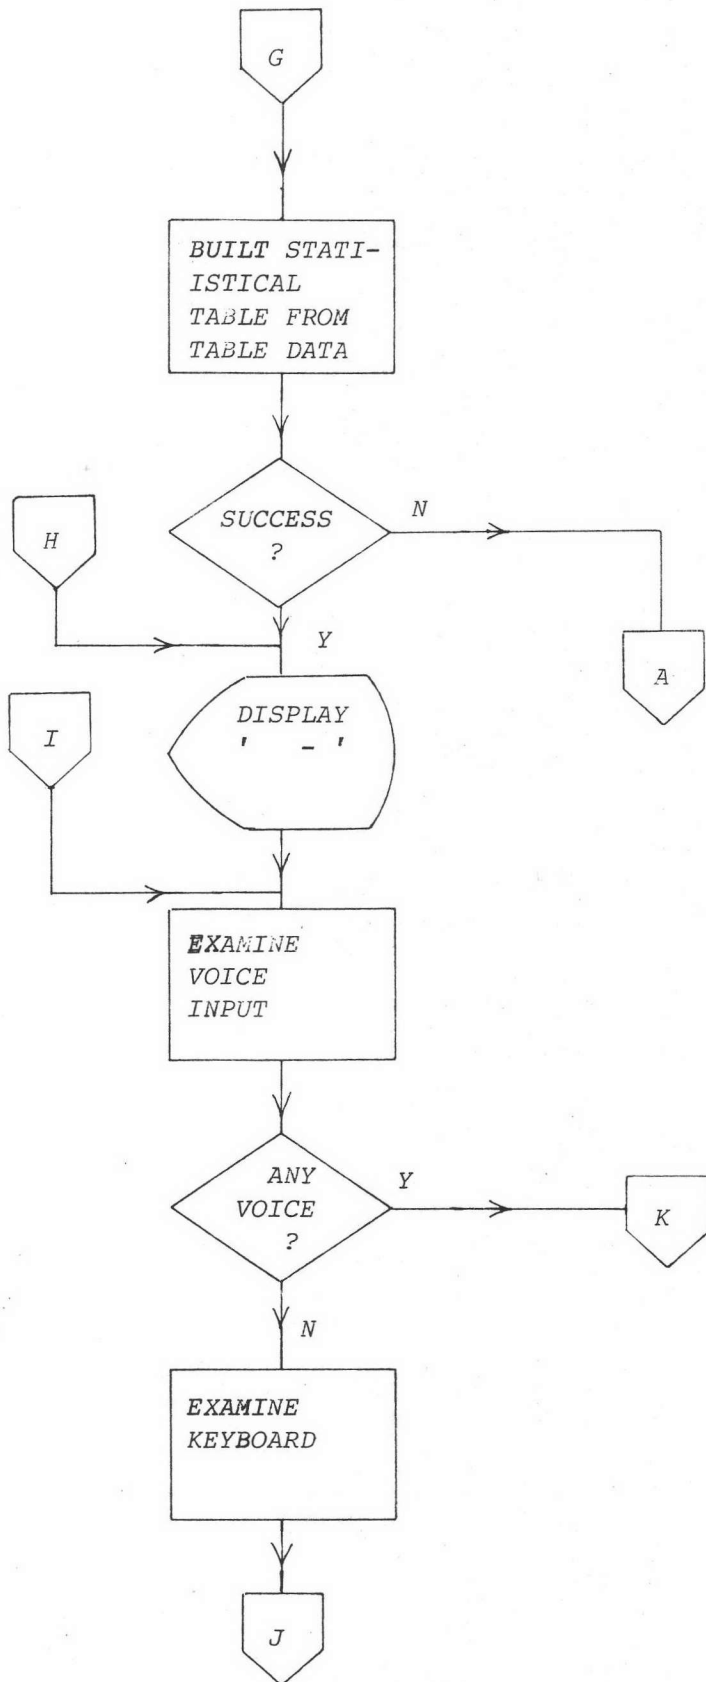 G
BUILT STATI-
ISTICAL
TABLE FROM
TABLE DATA
SUCCESS
?
N
H
Y
A
DISPLAY
' - '
I
EXAMINE
VOICE
INPUT
ANY
VOICE
?
Y
K
N
EXAMINE
KEYBOARD
J